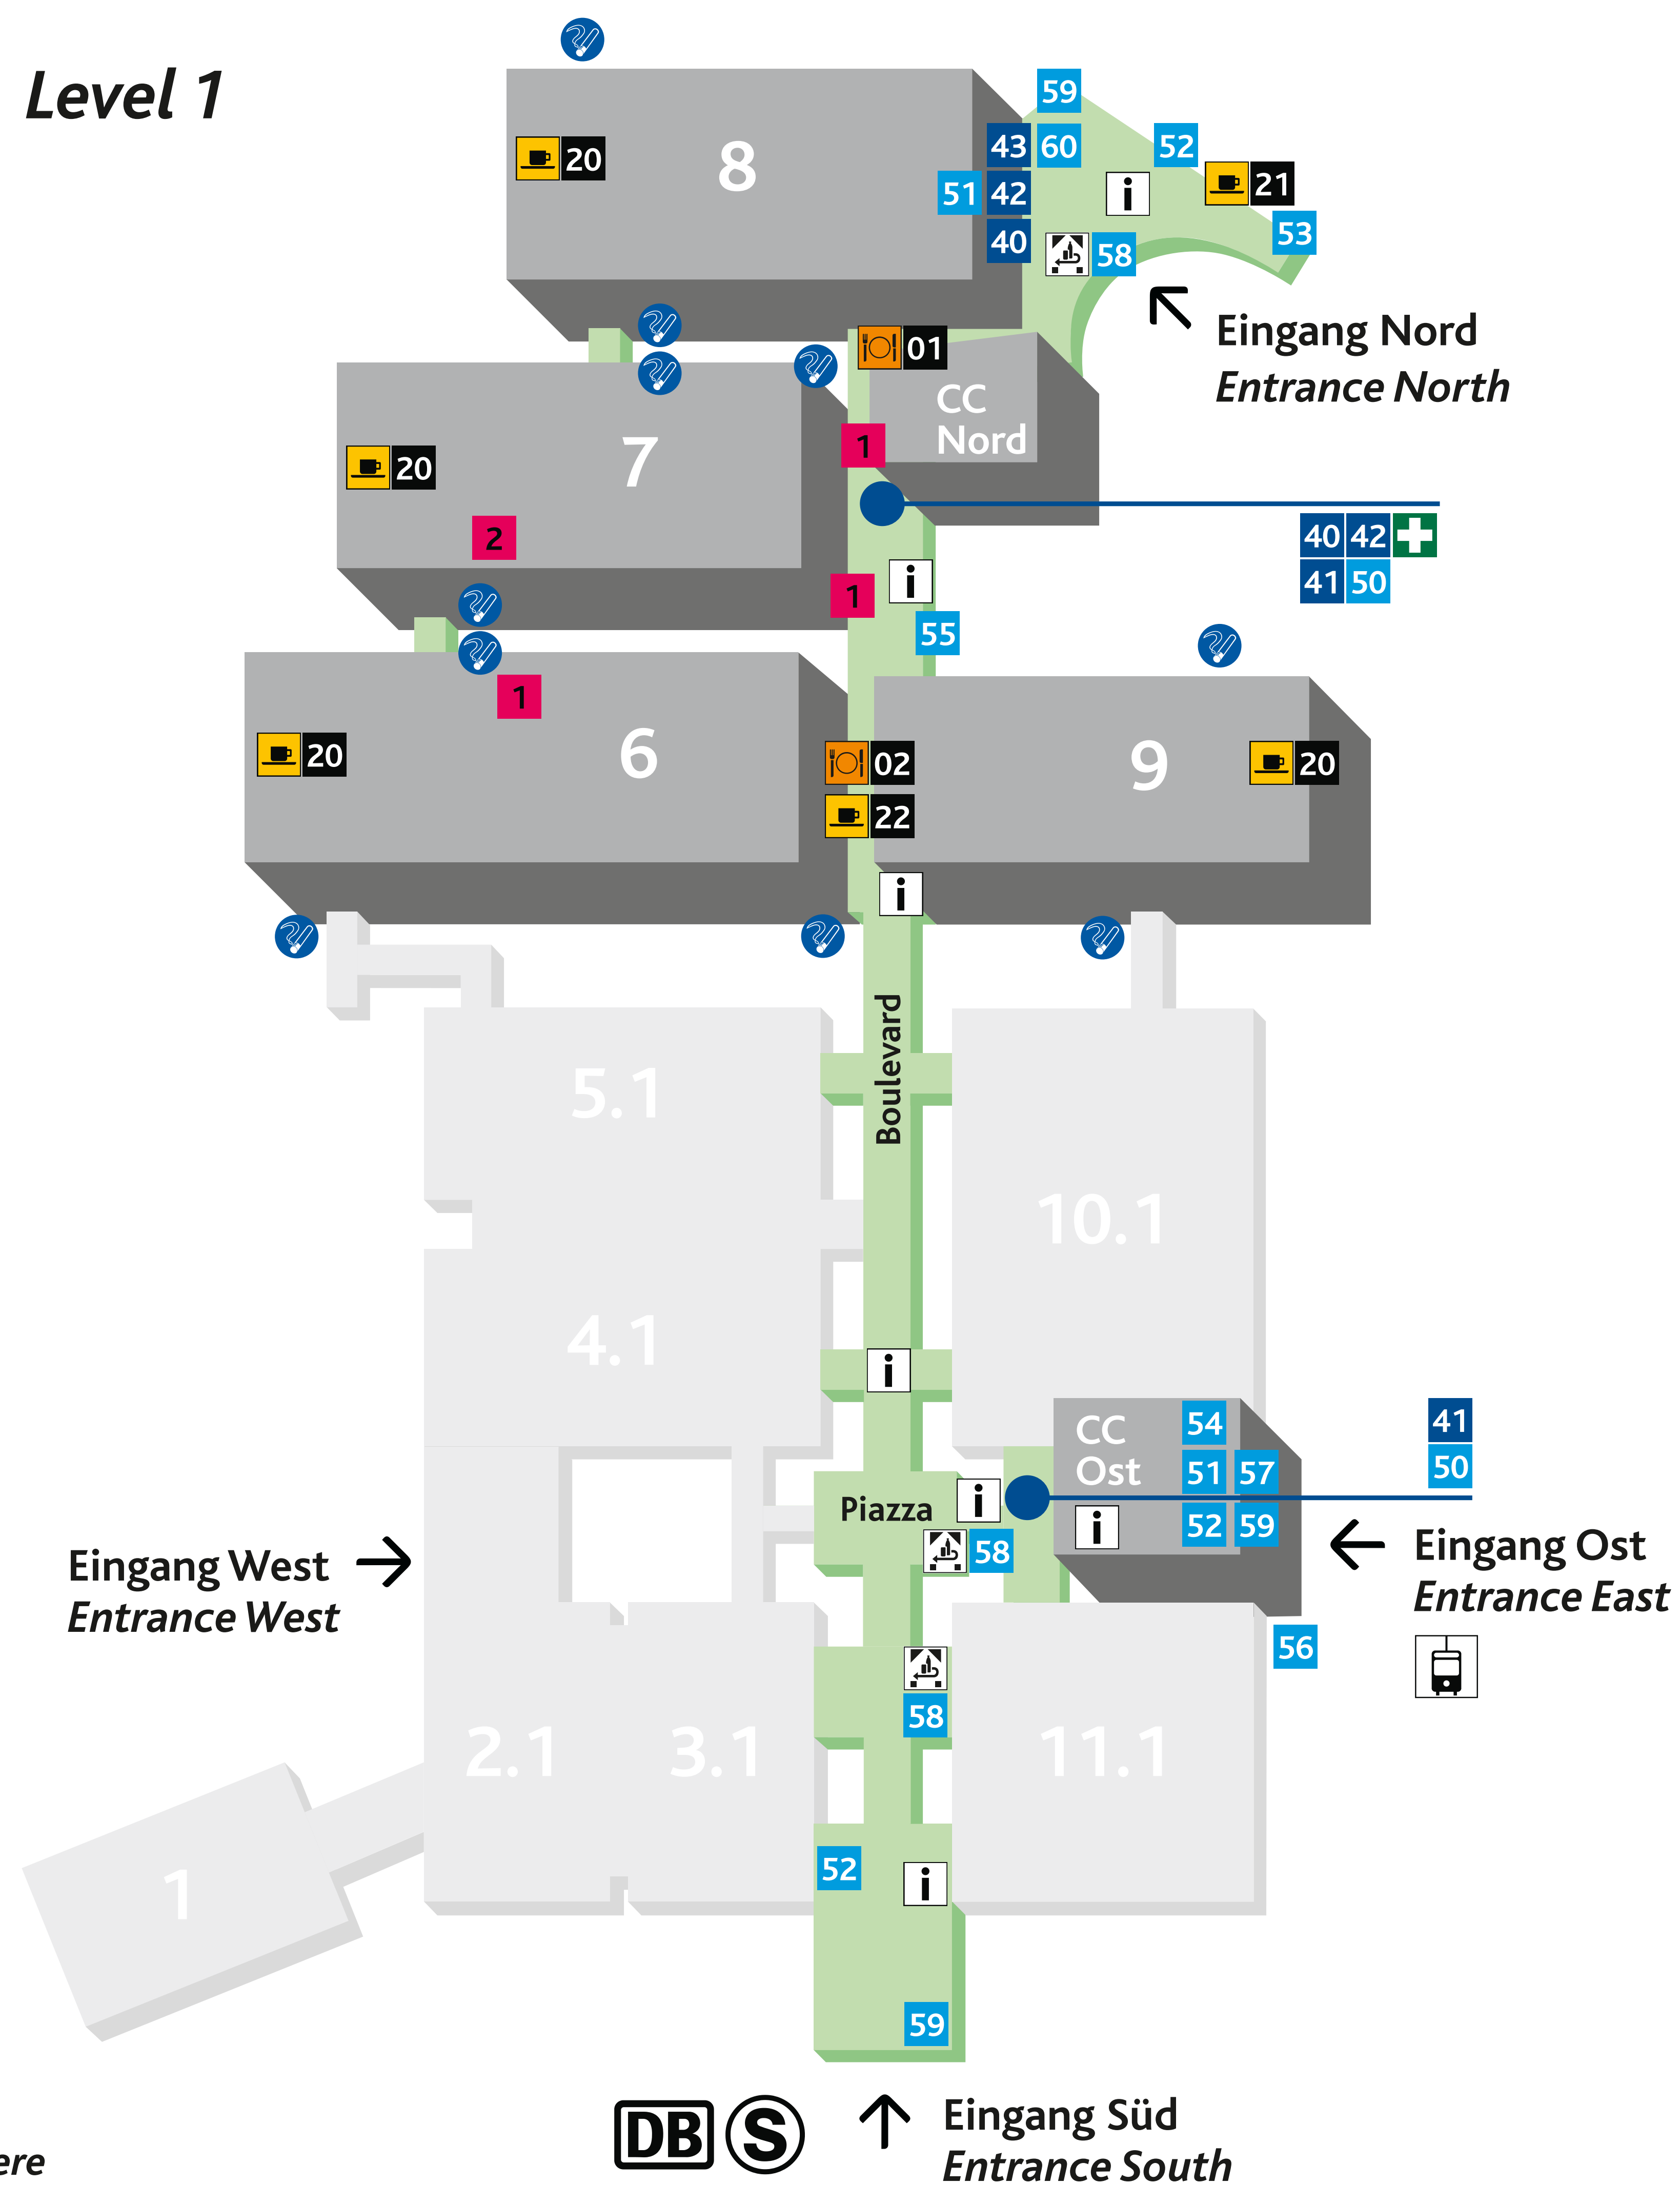 Level 1
59
8
20
43 60
52
51 42
i
21
40
58
53
Eingang Nord
Entrance North
01
CC
Nord
7
1
20
2
40 42
41 50
1
i
55
1
6
20
02
9
20
22
i
Boulevard
5.1
10.1
4.1
i
CC
Ost
54
51 57
52 59
i
41
50
Piazza
i
58
Eingang West
Entrance West
Eingang Ost
Entrance East
56
58
2.1
3.1
11.1
1
52
i
59
DB S
Eingang Süd
Entrance South
ere